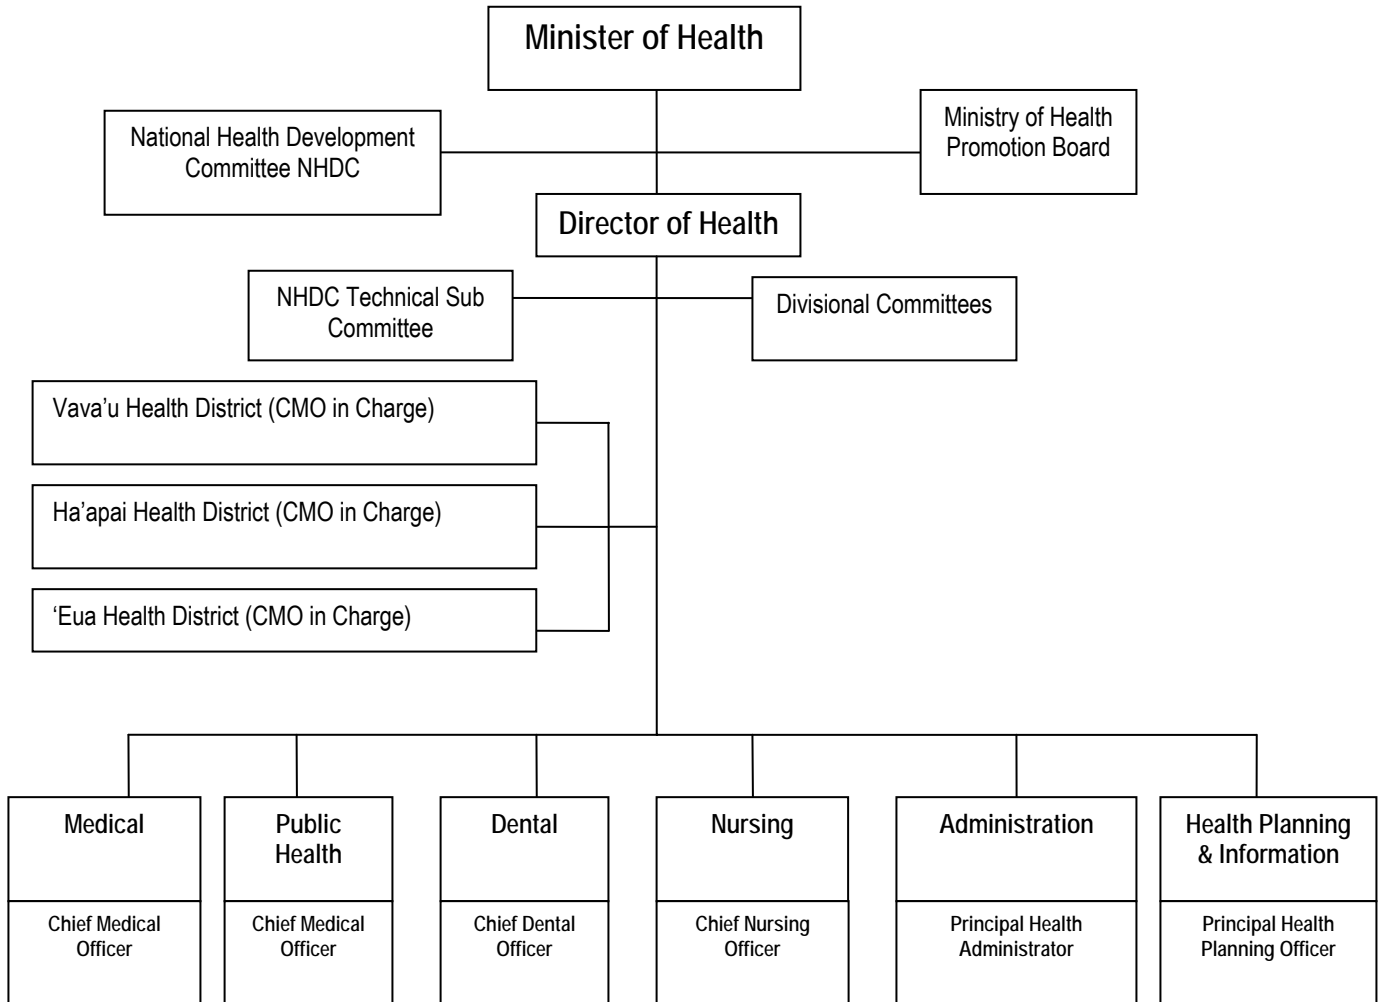 Minister of Health
National Health Development
Committee NHDC
Ministry of Health
Promotion Board
Director of Health
NHDC Technical Sub
Committee
Divisional Committees
Vava’u Health District (CMO in Charge)
Ha’apai Health District (CMO in Charge)
‘Eua Health District (CMO in Charge)
Medical
Chief Medical
Officer
Public
Health
Chief Medical
Officer
Dental
Chief Dental
Officer
Nursing
Chief Nursing
Officer
Administration
Principal Health
Administrator
Health Planning
& Information
Principal Health
Planning Officer